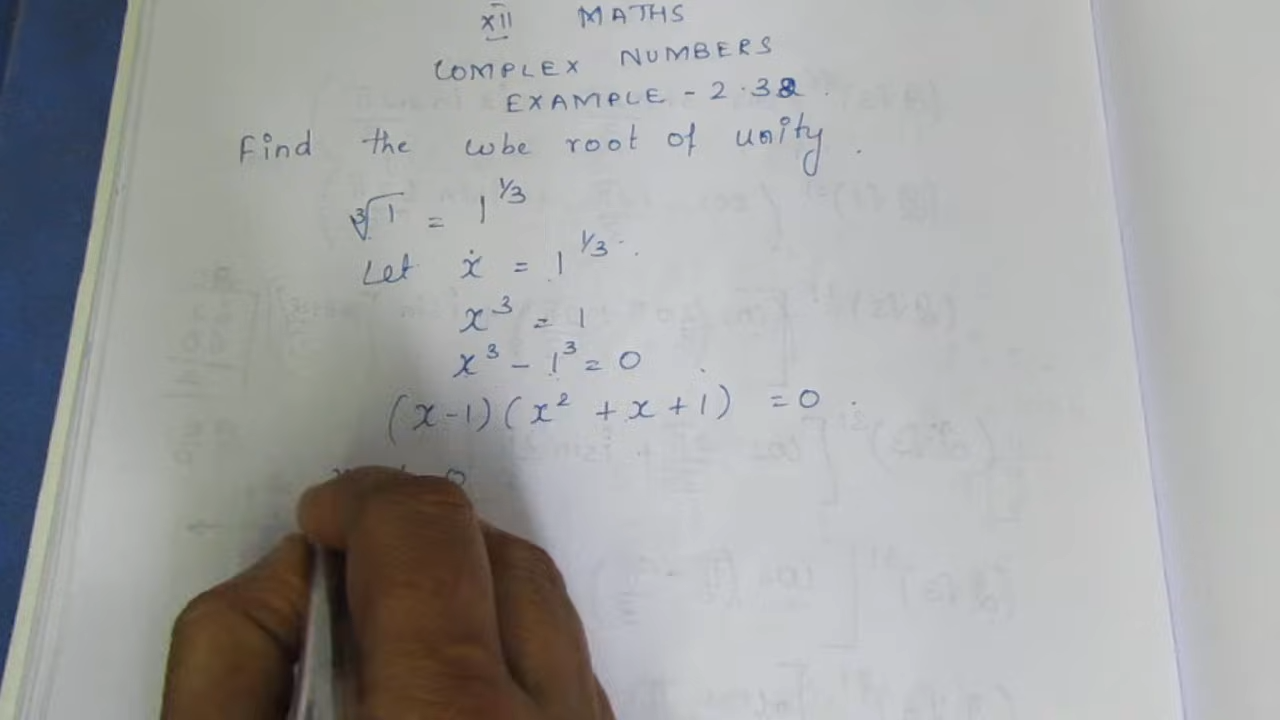 XII MATHS
COMPLEX NUMBERS
EXAMPLE - 2.32.
Find the cube root of unity.
∛1 = 1^1/3
Let x = 1^1/3.
x³ = 1
x³ - 1³ = 0
(x-1)(x² + x + 1) = 0.